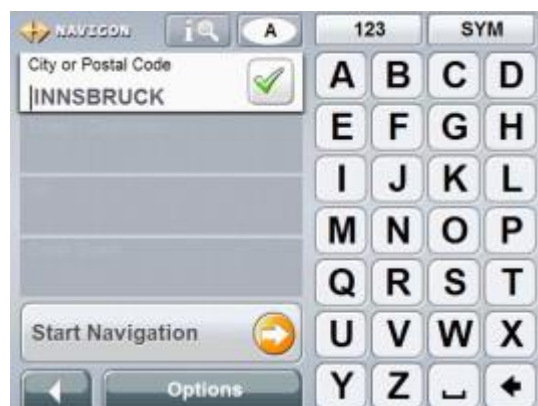 NAVIGON
A
123
SYM
City or Postal Code
INNSBRUCK
A B C D
E F G H
I J K L
M N O P
Q R S T
U V W X
Y Z
Start Navigation
Options